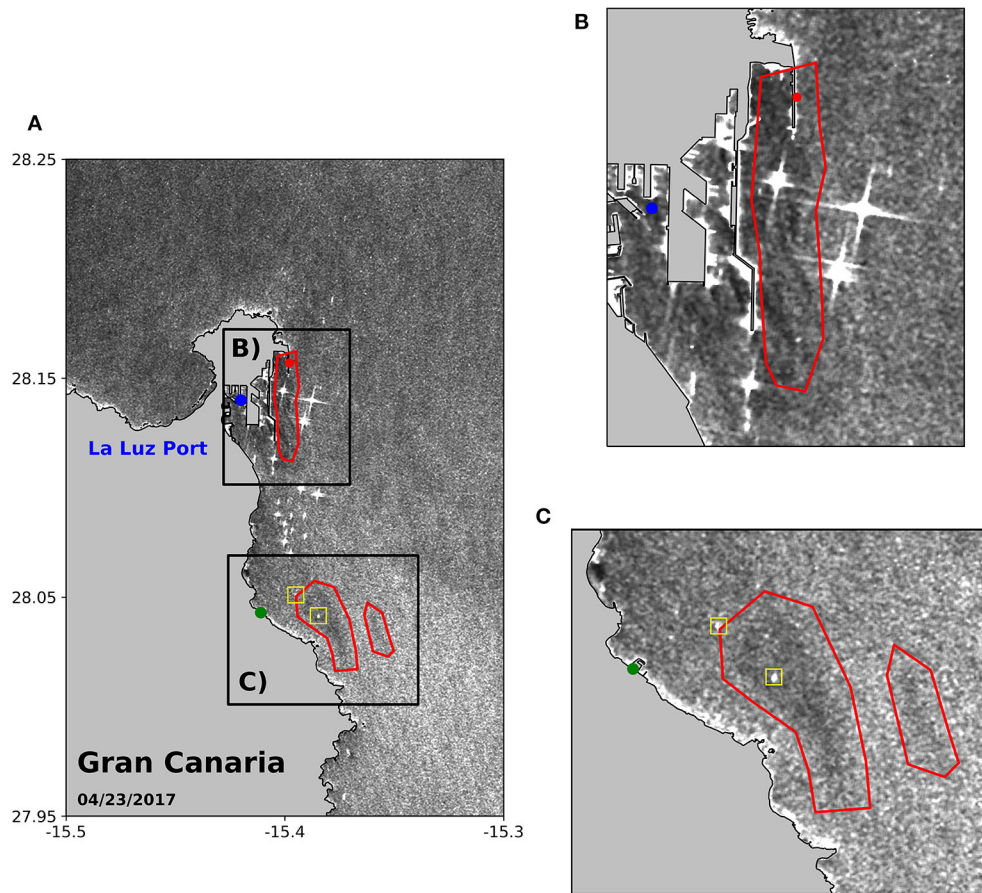 A
28.25
28.15
28.05
27.95
-15.5
-15.4
-15.3
B)
La Luz Port
C)
Gran Canaria
04/23/2017
B
C